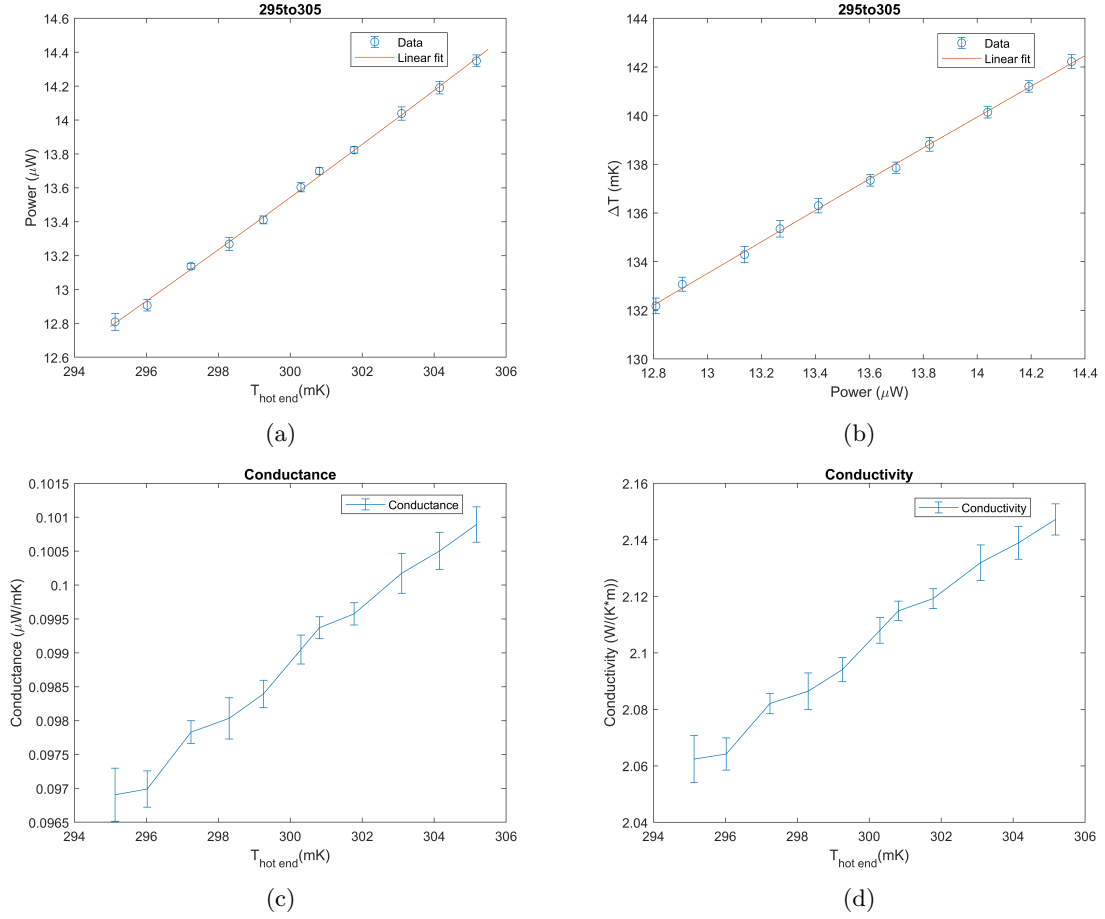 295to305
14.6
14.4
14.2
14
13.8
13.6
13.4
13.2
13
12.8
12.6
294 296 298 300 302 304 306
Power (μW)
T_hot end(mK)
Data
Linear fit
(a)
295to305
144
142
140
138
136
134
132
130
12.8 13 13.2 13.4 13.6 13.8 14 14.2 14.4
ΔT (mK)
Power (μW)
Data
Linear fit
(b)
Conductance
0.1015
0.101
0.1005
0.1
0.0995
0.099
0.0985
0.098
0.0975
0.097
0.0965
294 296 298 300 302 304 306
Conductance (μW/mK)
T_hot end(mK)
Conductance
(c)
Conductivity
2.16
2.14
2.12
2.1
2.08
2.06
2.04
294 296 298 300 302 304 306
Conductivity (W/(K*m))
T_hot end(mK)
Conductivity
(d)